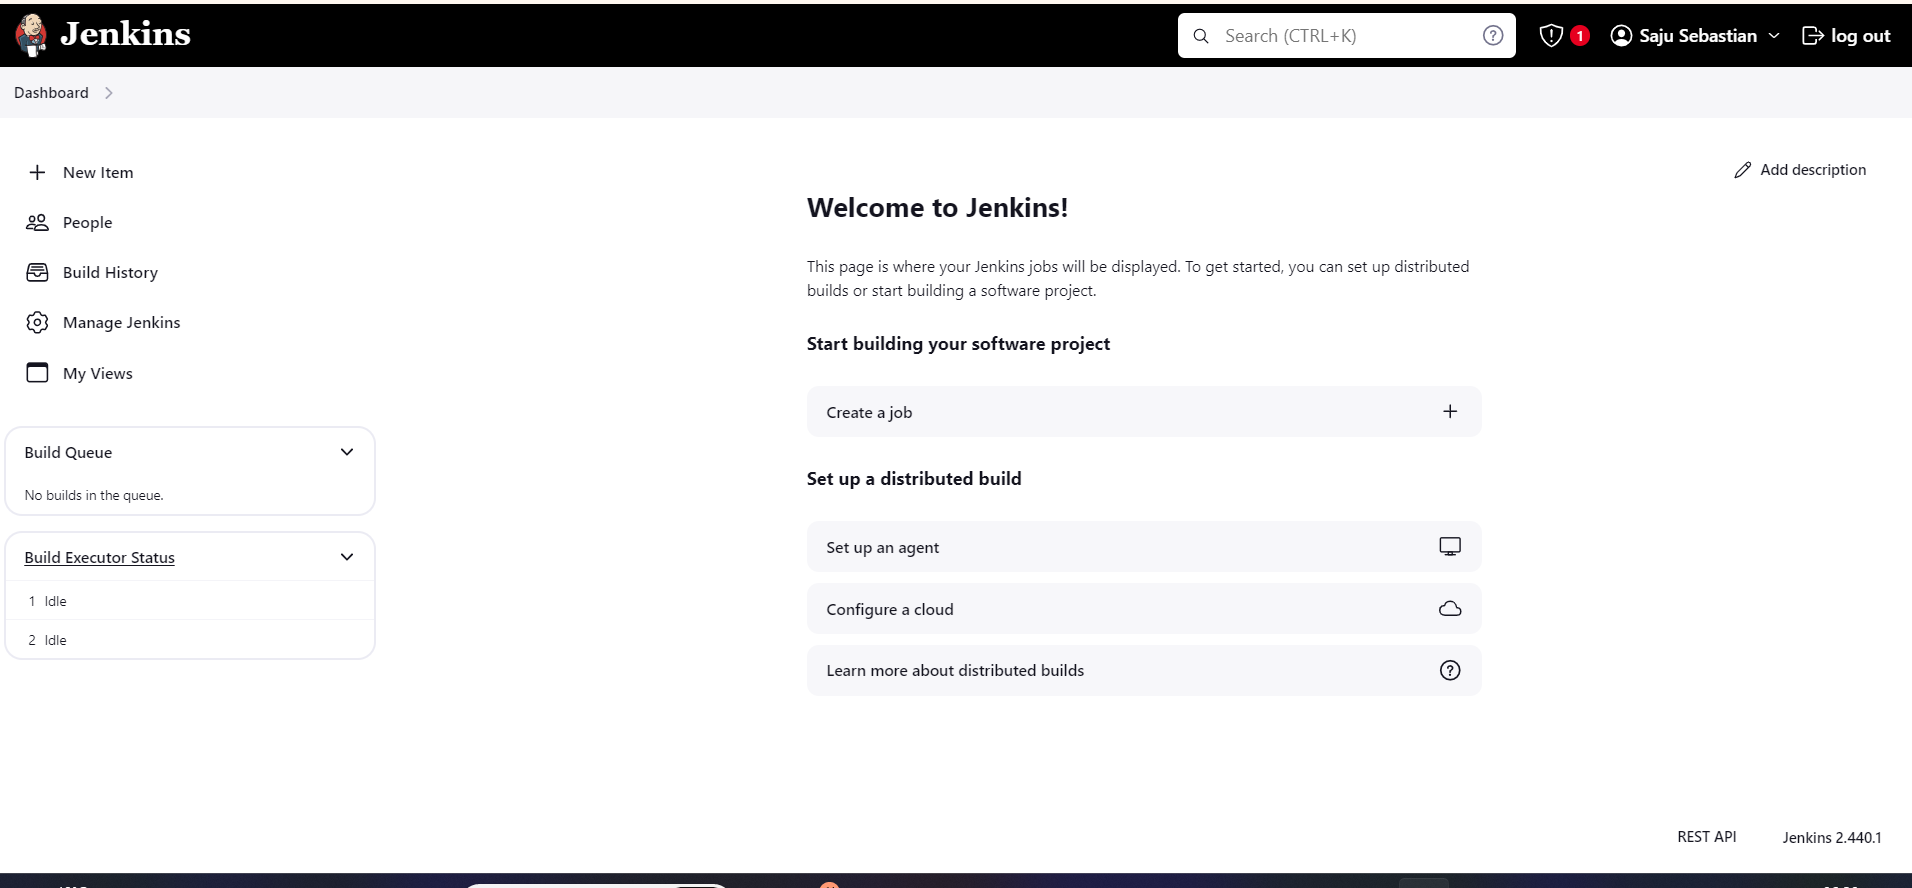 Jenkins
Search (CTRL+K)
1
Saju Sebastian
log out
Dashboard
New Item
People
Build History
Manage Jenkins
My Views
Build Queue
No builds in the queue.
Build Executor Status
1 Idle
2 Idle
Add description
Welcome to Jenkins!
This page is where your Jenkins jobs will be displayed. To get started, you can set up distributed
builds or start building a software project.
Start building your software project
Create a job
Set up a distributed build
Set up an agent
Configure a cloud
Learn more about distributed builds
REST API
Jenkins 2.440.1